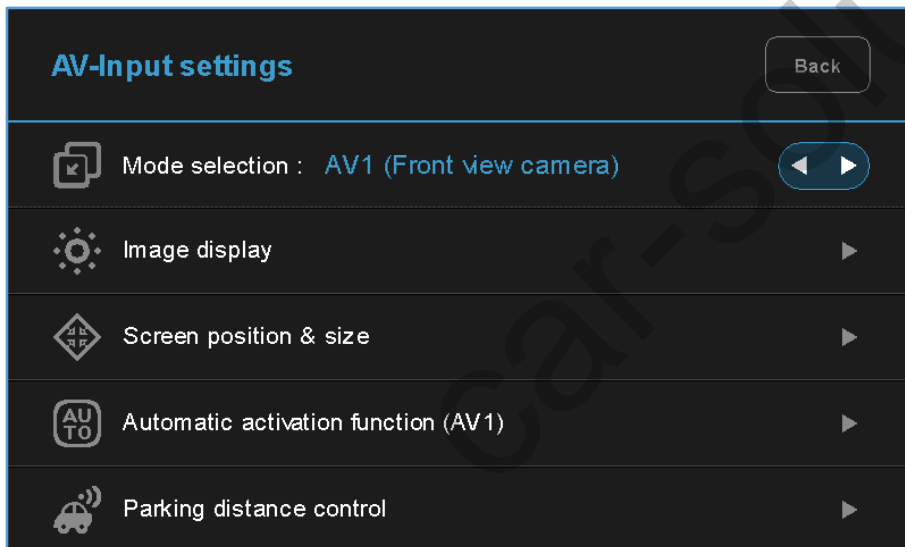 AV-Input settings
Back
Mode selection : AV1 (Front view camera)
Image display
Screen position & size
AU
TO
Automatic activation function (AV1)
Parking distance control
car-solu